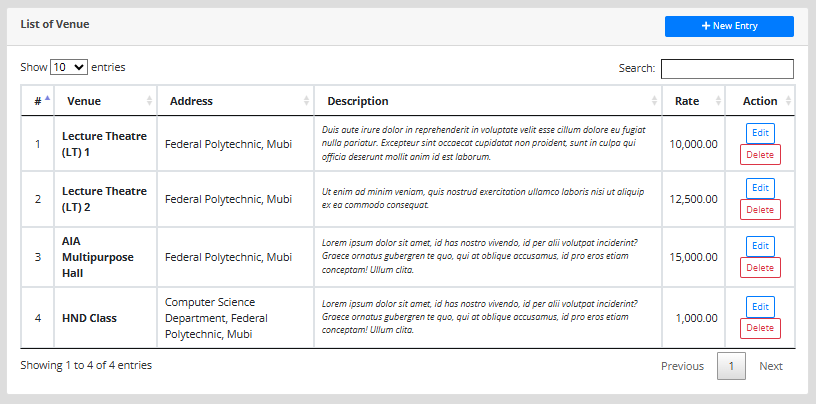 List of Venue
+ New Entry
Show 10 entries
Search:
# Venue Address Description Rate Action
1
Lecture Theatre
(LT) 1
Federal Polytechnic, Mubi
Duis aute irure dolor in reprehenderit in voluptate velit esse cillum dolore eu fugiat
nulla pariatur. Excepteur sint occaecat cupidatat non proident, sunt in culpa qui
officia deserunt mollit anim id est laborum.
10,000.00
Edit
Delete
2
Lecture Theatre
(LT) 2
Federal Polytechnic, Mubi
Ut enim ad minim veniam, quis nostrud exercitation ullamco laboris nisi ut aliquip
ex ea commodo consequat.
12,500.00
Edit
Delete
3
AIA
Multipurpose
Hall
Federal Polytechnic, Mubi
Lorem ipsum dolor sit amet, id has nostro vivendo, id per alii volutpat inciderint?
Graece ornatus gubergren te quo, qui at oblique accusamus, id pro eros etiam
conceptam! Ullum clita.
15,000.00
Edit
Delete
4
HND Class
Computer Science
Department, Federal
Polytechnic, Mubi
Lorem ipsum dolor sit amet, id has nostro vivendo, id per alii volutpat inciderint?
Graece ornatus gubergren te quo, qui at oblique accusamus, id pro eros etiam
conceptam! Ullum clita.
1,000.00
Edit
Delete
Showing 1 to 4 of 4 entries
Previous 1 Next